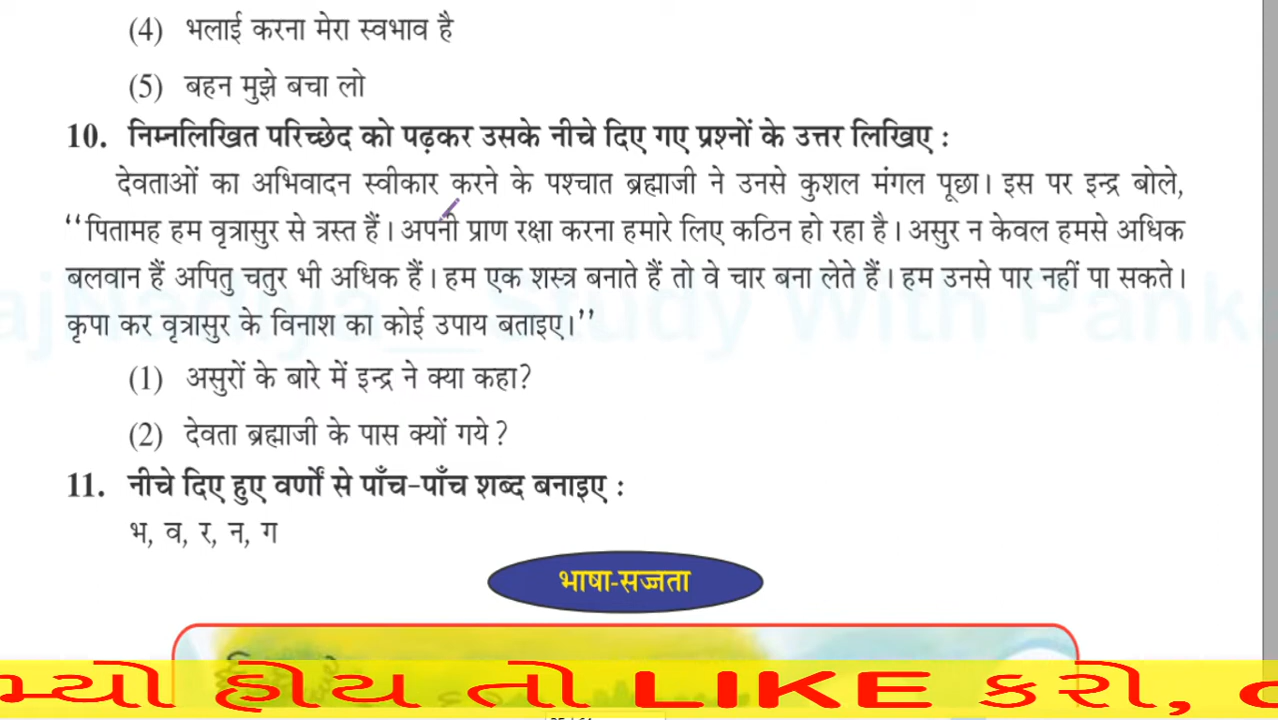 (4) भलाई करना मेरा स्वभाव है
(5) बहन मुझे बचा लो
10. निम्नलिखित परिच्छेद को पढ़कर उसके नीचे दिए गए प्रश्नों के उत्तर लिखिए :
देवताओं का अभिवादन स्वीकार करने के पश्चात ब्रह्माजी ने उनसे कुशल मंगल पूछा। इस पर इन्द्र बोले,
‘‘पितामह हम वृत्रासुर से त्रस्त हैं। अपनी प्राण रक्षा करना हमारे लिए कठिन हो रहा है। असुर न केवल हमसे अधिक
बलवान हैं अपितु चतुर भी अधिक हैं। हम एक शस्त्र बनाते हैं तो वे चार बना लेते हैं। हम उनसे पार नहीं पा सकते।
कृपा कर वृत्रासुर के विनाश का कोई उपाय बताइए।’’
(1) असुरों के बारे में इन्द्र ने क्या कहा?
(2) देवता ब्रह्माजी के पास क्यों गये?
11. नीचे दिए हुए वर्णों से पाँच-पाँच शब्द बनाइए :
भ, व, र, न, ग
भाषा-सज्जता
હોય તો LIKE કરો,